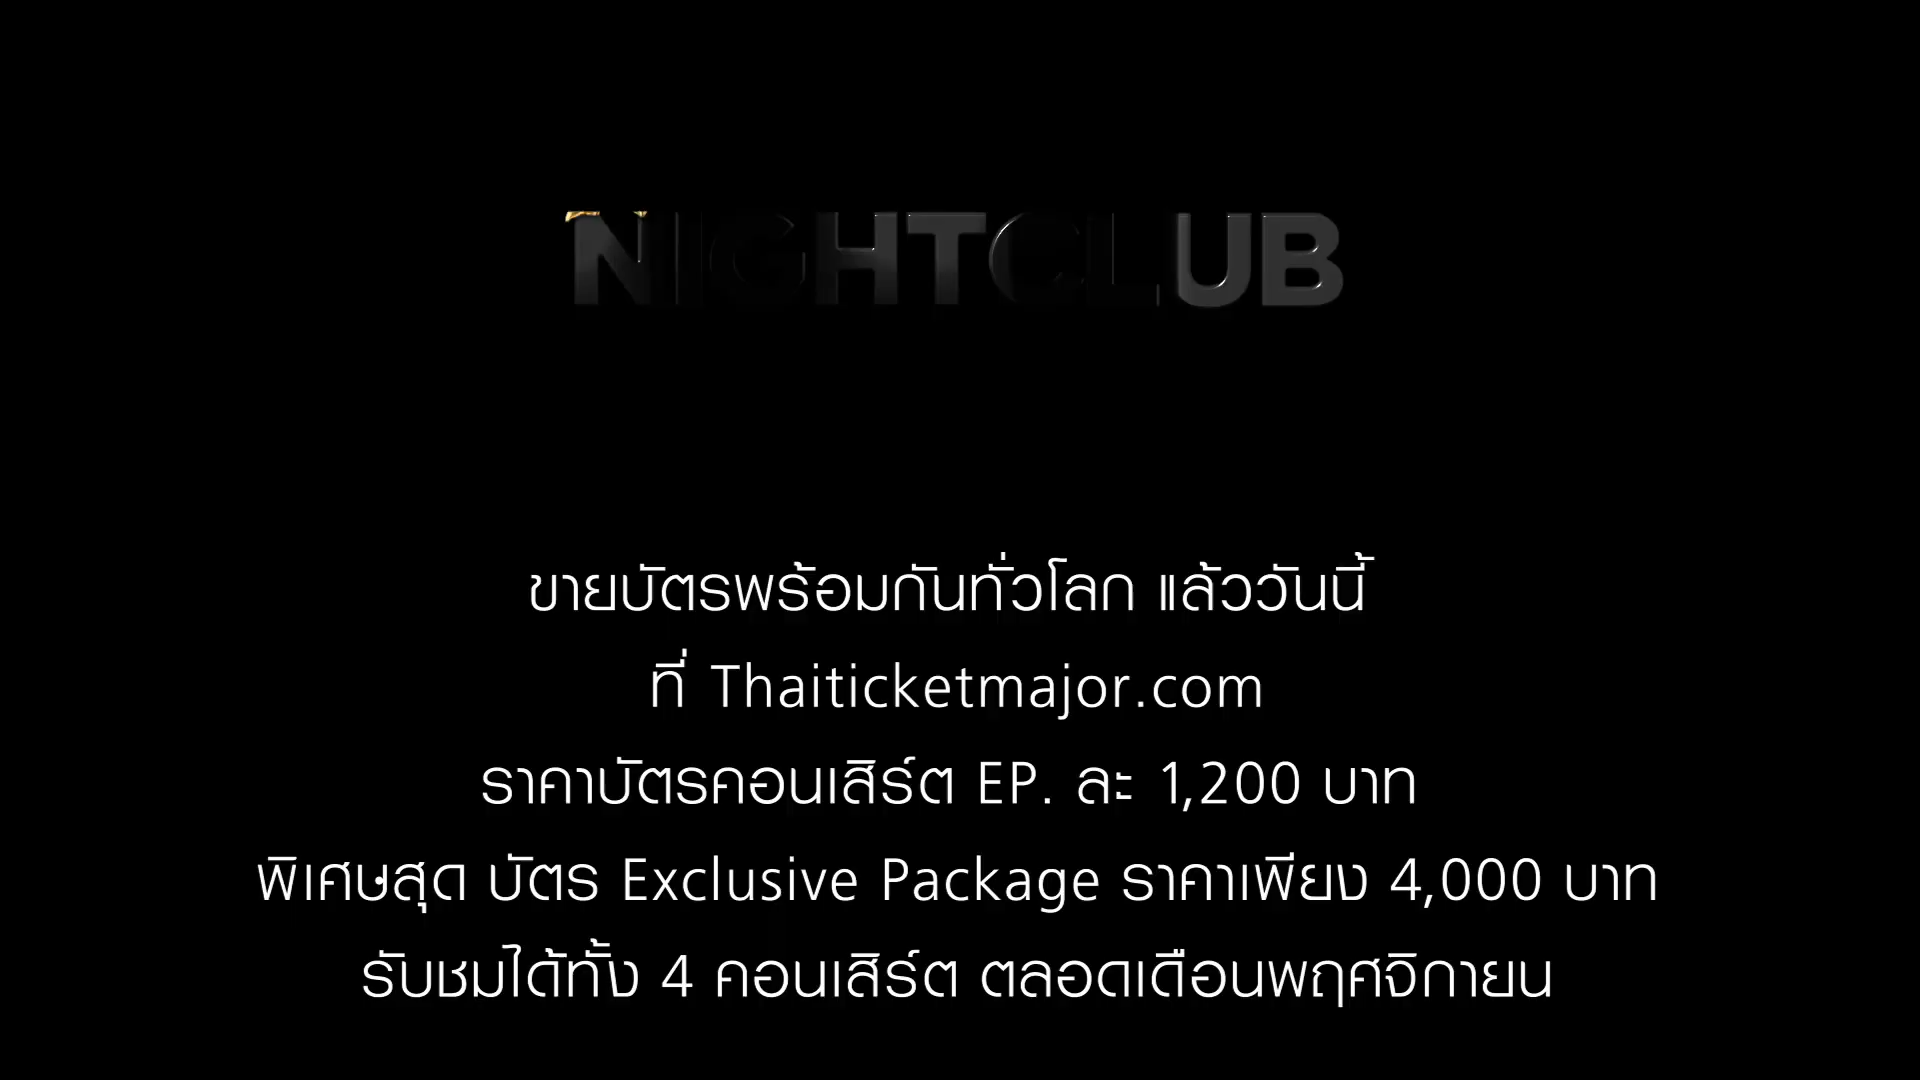 NIGHTCLUB
ขายบัตรพร้อมกันทั่วโลก แล้ววันนี้
ที่ Thaiticketmajor.com
ราคาบัตรคอนเสิร์ต EP. ละ 1,200 บาท
พิเศษสุด บัตร Exclusive Package ราคาเพียง 4,000 บาท
รับชมได้ทั้ง 4 คอนเสิร์ต ตลอดเดือนพฤศจิกายน